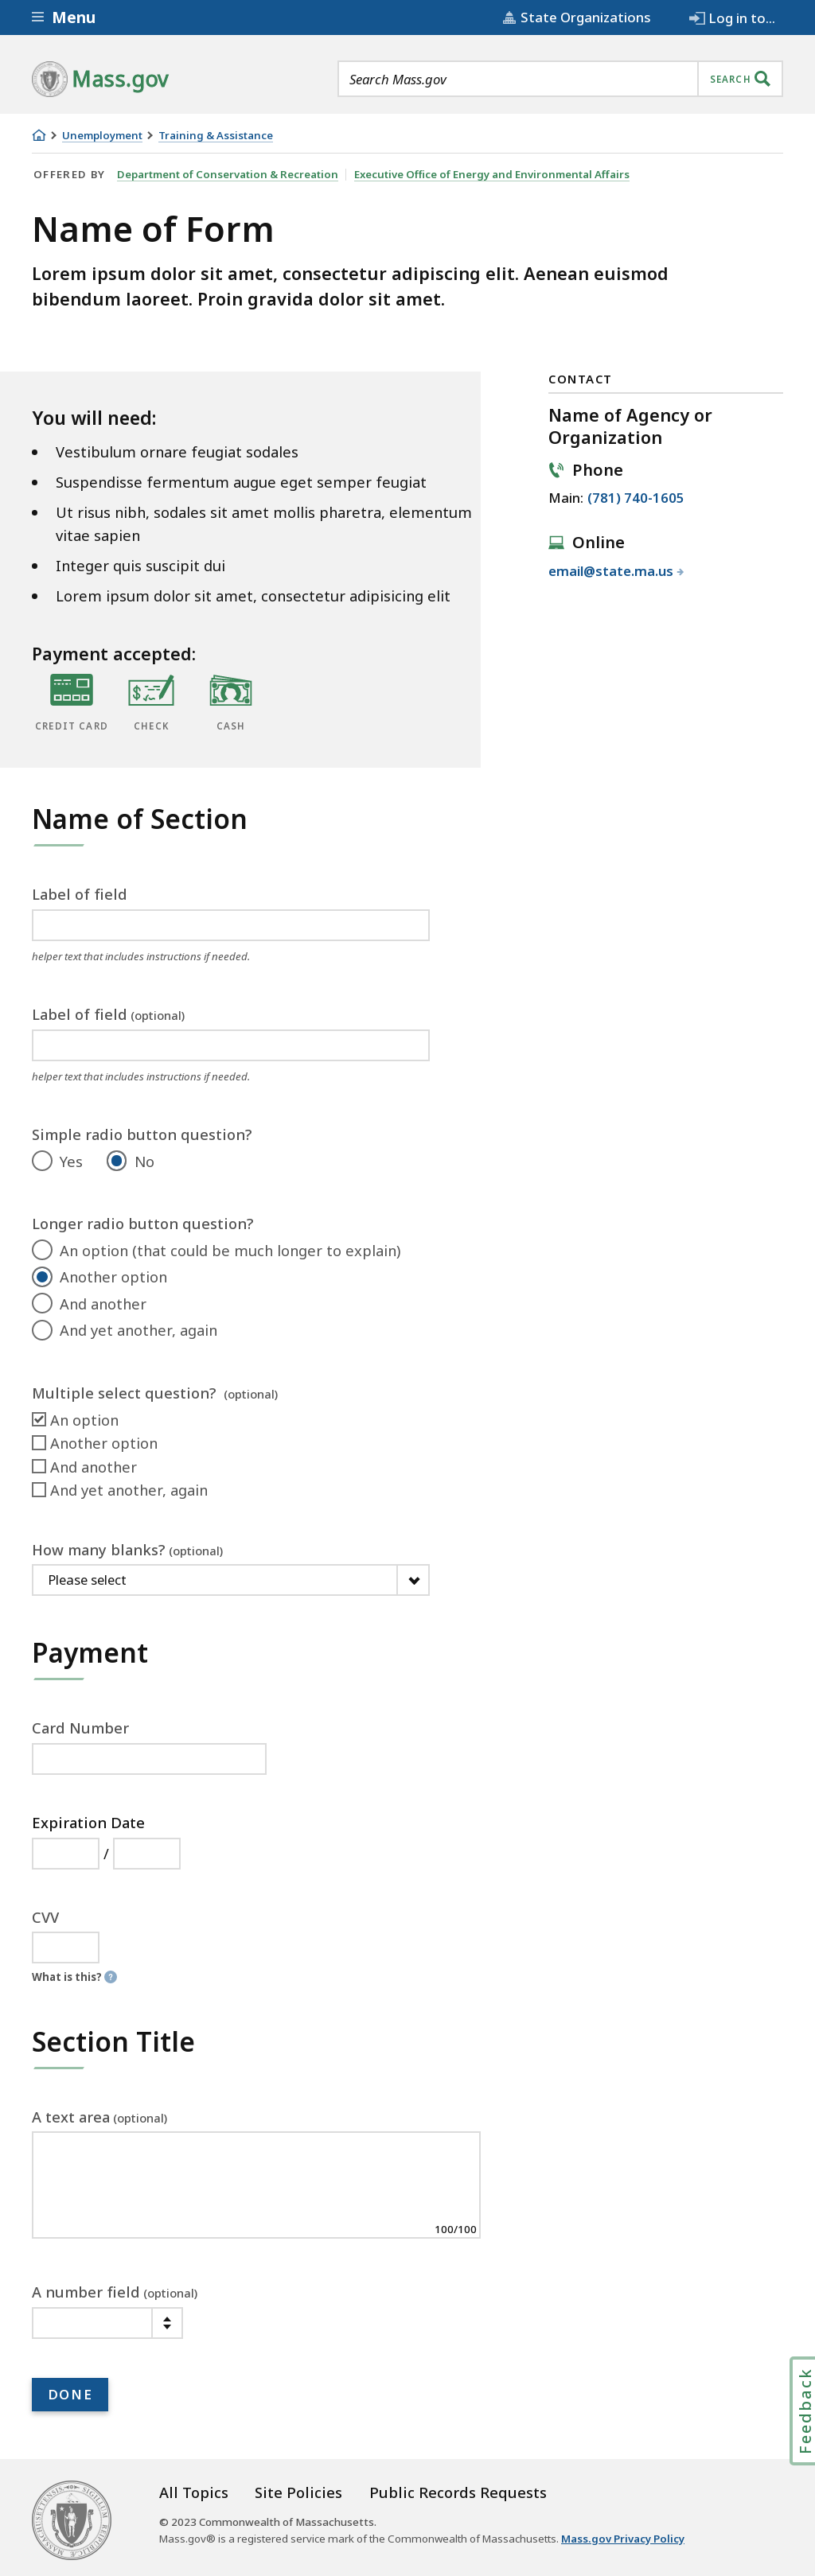 Menu
State Organizations
Log in to...
Mass.gov
Search Mass.gov
SEARCH
Unemployment
Training & Assistance
OFFERED BY
Department of Conservation & Recreation
Executive Office of Energy and Environmental Affairs
Name of Form
Lorem ipsum dolor sit amet, consectetur adipiscing elit. Aenean euismod
bibendum laoreet. Proin gravida dolor sit amet.
You will need:
Vestibulum ornare feugiat sodales
Suspendisse fermentum augue eget semper feugiat
Ut risus nibh, sodales sit amet mollis pharetra, elementum
vitae sapien
Integer quis suscipit dui
Lorem ipsum dolor sit amet, consectetur adipisicing elit
Payment accepted:
CREDIT CARD
CHECK
CASH
CONTACT
Name of Agency or
Organization
Phone
Main: (781) 740-1605
Online
email@state.ma.us
Name of Section
Label of field
helper text that includes instructions if needed.
Label of field (optional)
helper text that includes instructions if needed.
Simple radio button question?
Yes
No
Longer radio button question?
An option (that could be much longer to explain)
Another option
And another
And yet another, again
Multiple select question? (optional)
An option
Another option
And another
And yet another, again
How many blanks? (optional)
Please select
Payment
Card Number
Expiration Date
/
CVV
What is this? ?
Section Title
A text area (optional)
100/100
A number field (optional)
DONE
Feedback
All Topics
Site Policies
Public Records Requests
© 2023 Commonwealth of Massachusetts.
Mass.gov® is a registered service mark of the Commonwealth of Massachusetts. Mass.gov Privacy Policy